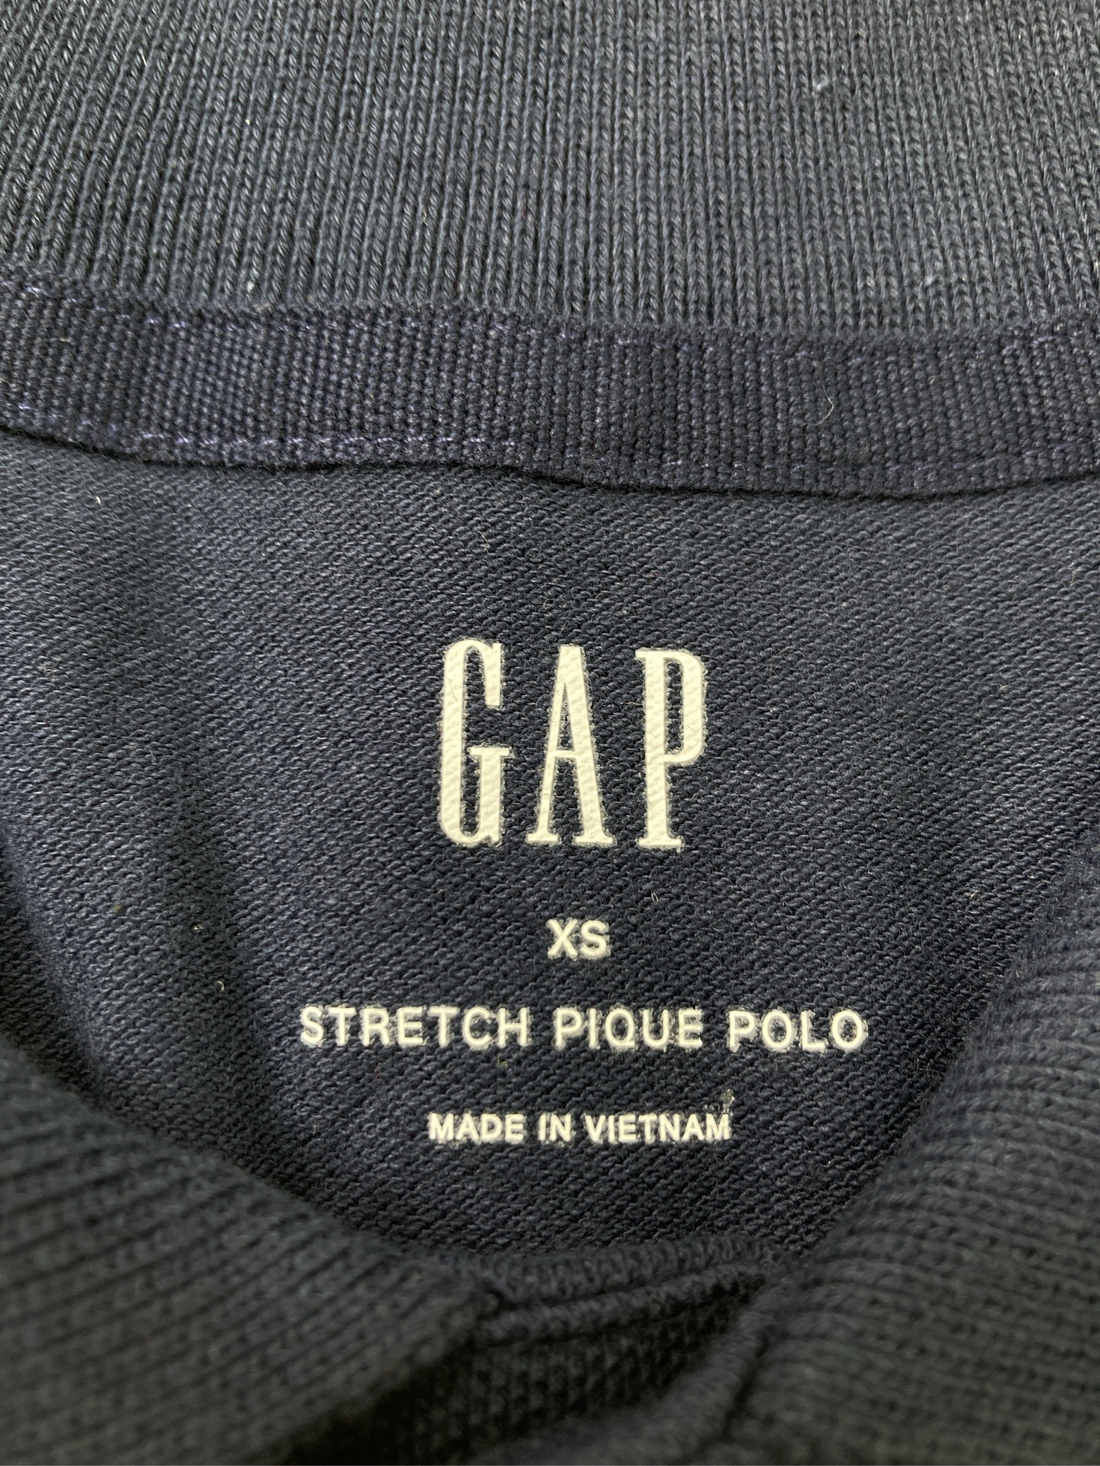 GAP
XS
STRETCH PIQUE POLO
MADE IN VIETNAM